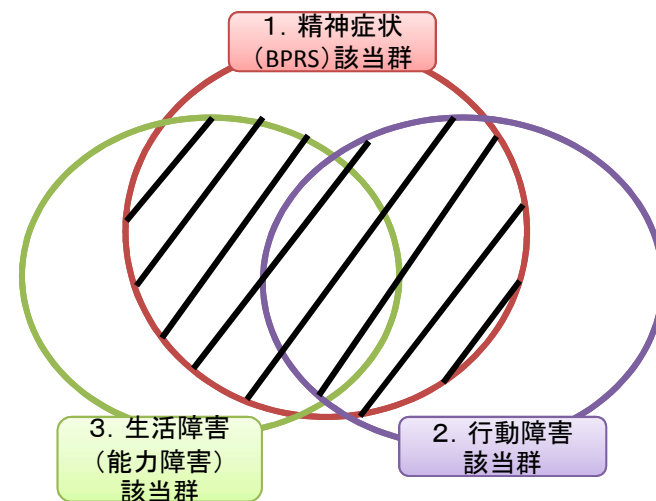 １．精神症状
（BPRS）該当群
３．生活障害
（能力障害）
該当群
２．行動障害
該当群